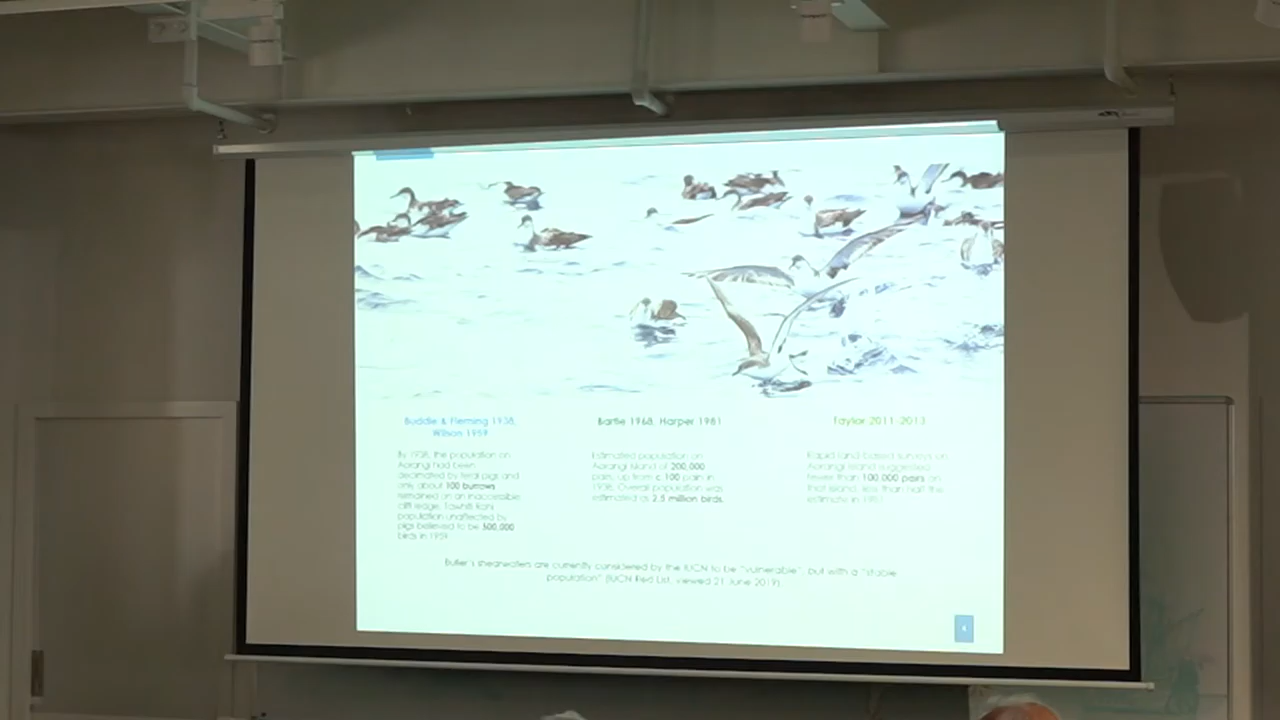 Buddle & Fleming 1938,
Wilson 1959
By 1938, the population on
Aorangi had been
decimated by feral pigs and
only about 100 burrows
remained on an inaccessible
cliff edge. Tawhiti Rahi
population unaffected by
pigs believed to be 500,000
birds in 1959
Bartle 1968, Harper 1981
Estimated population on
Aorangi Island of 200,000
pairs, up from c.100 pairs in
1938. Overall population was
estimated as 2.5 million birds.
Taylor 2011-2013
Rapid land based surveys on
Aorangi Island suggested
fewer than 100,000 pairs on
that island, less than half the
estimate in 1981
Buller's shearwaters are currently considered by the IUCN to be "vulnerable", but with a "stable
population" (IUCN Red List, viewed 21 June 2019).
4